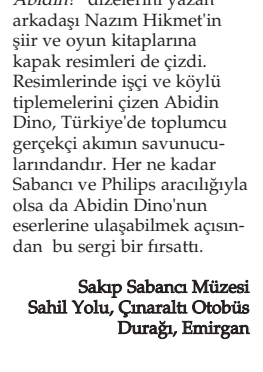 Abidin?" dizelerini yazan
arkadaşı Nazım Hikmet'in
şiir ve oyun kitaplarına
kapak resimleri de çizdi.
Resimlerinde işçi ve köylü
tiplemelerini çizen Abidin
Dino, Türkiye'de toplumcu
gerçekçi akımın savunucu-
larındandır. Her ne kadar
Sabancı ve Philips aracılığıyla
olsa da Abidin Dino'nun
eserlerine ulaşabilmek açısın-
dan bu sergi bir fırsattı.
Sakıp Sabancı Müzesi
Sahil Yolu, Çınaraltı Otobüs
Durağı, Emirgan